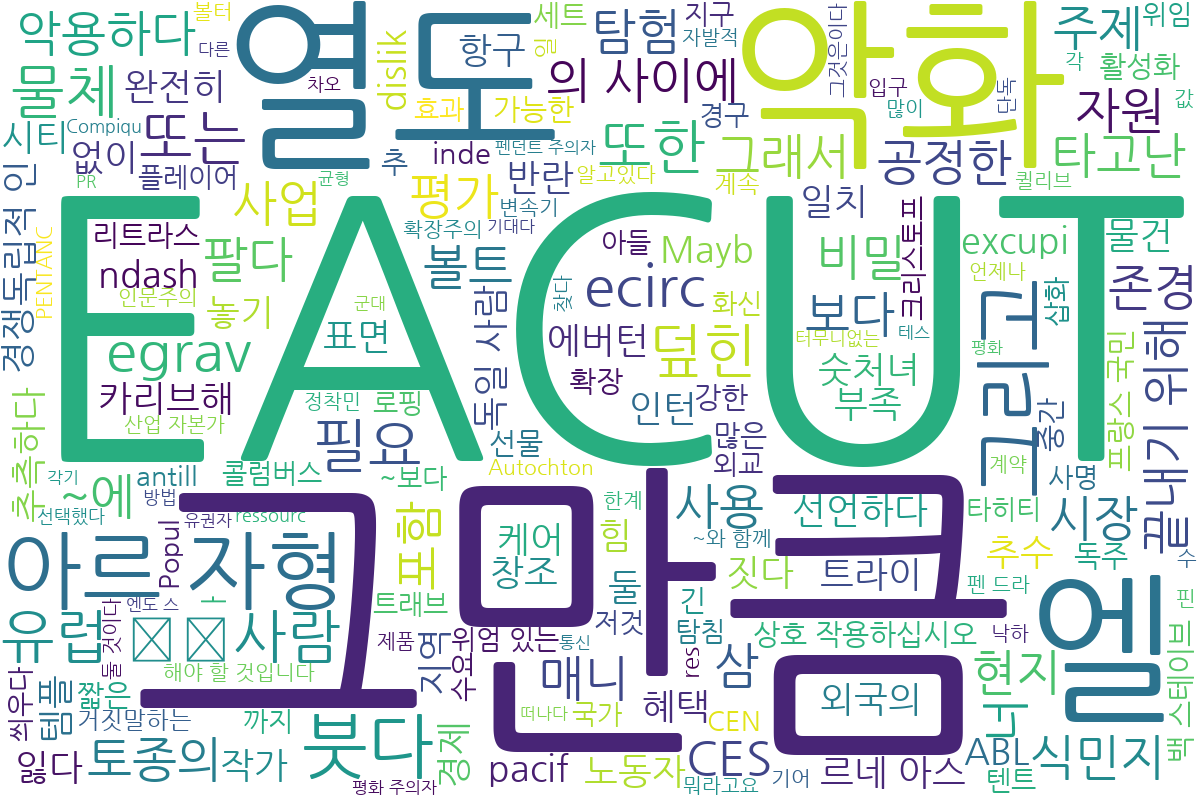 악용하다
열도
악화
주제
위임
볼터
다른
차오
항구
dislik
세트
일
탐험
지구
자발적
그것은이다
입구
많이
단독
각
활성화
값
물체
완전히
효과
가능한
의 사이에
경구
자원
시티
Compiqu
없이
또는
PR
플레이어
균형
추
inde
펜던트 주의자
반란
변속기
또한
알고있다
그래서
계속
공정한
일치
퀼리브
타고난
사업
평가
EACUT
경쟁독립적 인
PENTANC
리트라스
팔다
ndash
인문주의
놓기
egrav
카리브해
산업 자본가
확장주의
기대다
볼트
군대
표면
정착민
로핑
독일 사람
아들
찾다
ecirc
에버턴
확장
Mayb
화신
덮힌
인턴
강한
비밀
보다
터무니없는
테스
숫처녀
부족
크리스토프
excupi
언제나
평화
그리고
물건
삽화
중간
존경
프랑스 국민
끝내기 위해
추측하다
각기
선택했다
~에
antill
방법
콜럼버스
유권자
ressourc
필요
~보다
선물
Autochton
많은
외교
한계
계약
사명
그만큼
아르 자형
Popul
엔도 스
ㅏ
포함
트래브
케어
창조
힘
둘
저것
사용
~와 함께
짓다
긴
탐침
선언하다
트라이
상호 작용하십시오
타히티
추수
펜 드라
낙하
시장
독주
수
핀
엘
유럽
사람
둘 것이다
제품
해야 할 것입니다
지역
수요
위엄 있는
통신
res
삼
외국의
현지
너
백 스테이브
씌우다
템플
짧은
거짓말하는
까지
붓다
매니
떠나다
국가
혜택
CEN
잃다
토종의
작가
경제
평화 주의자
pacif
노동자
CES
뭐라고요
기어
르네 아스
ABL
텐트
식민지